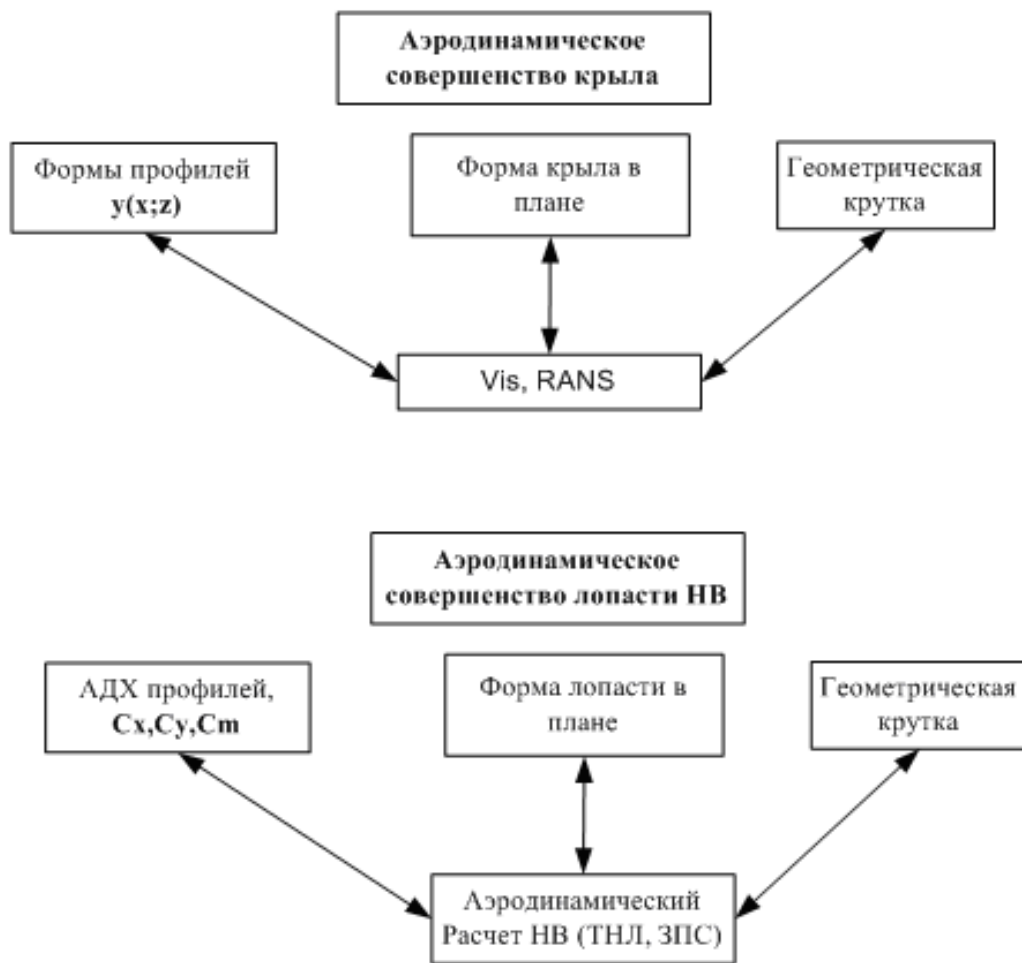 Аэродинамическое
совершенство крыла
Формы профилей
y(x;z)
Форма крыла в
плане
Геометрическая
крутка
Vis, RANS
Аэродинамическое
совершенство лопасти НВ
АДХ профилей,
Cx,Cy,Cm
Форма лопасти в
плане
Геометрическая
крутка
Аэродинамический
Расчет НВ (ТНЛ, ЗПС)